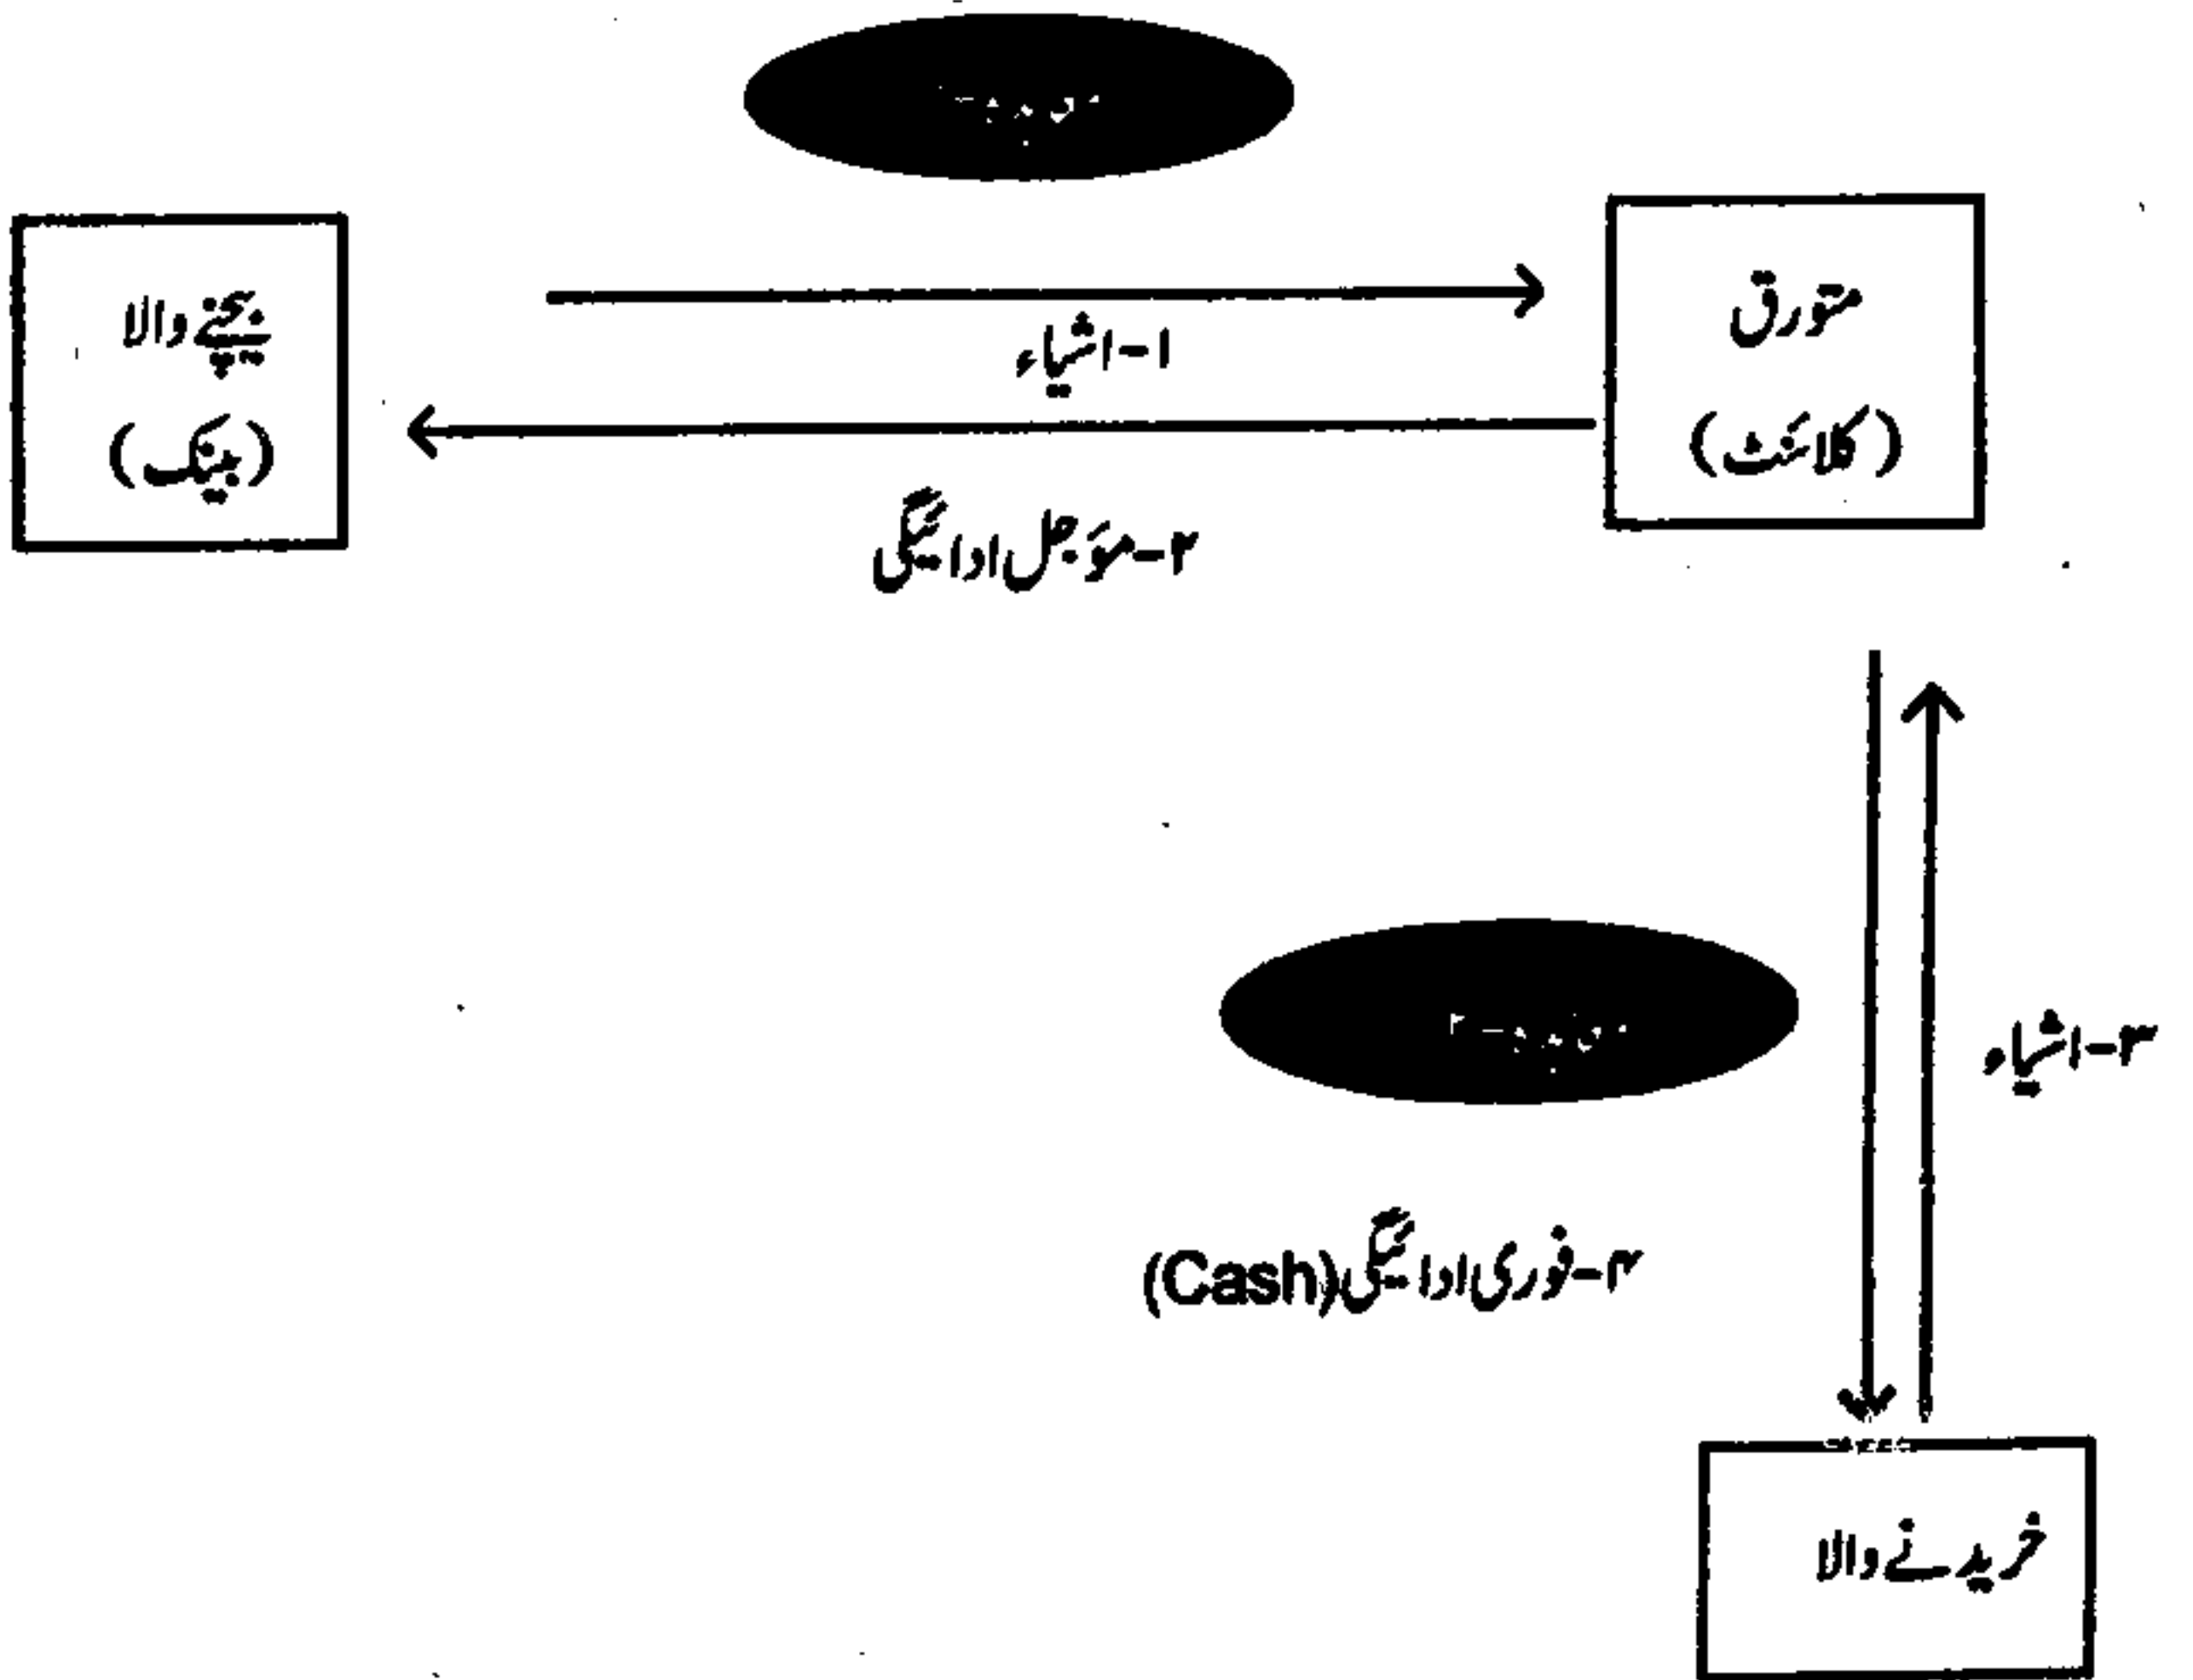 متورق
(کلائنٹ)
بیچنے والا
(بینک)
۱-اشیاء
۲-مؤجل ادائیگی
۳-اشیاء
۴-فوری ادائیگی(Cash)
خریدنے والا